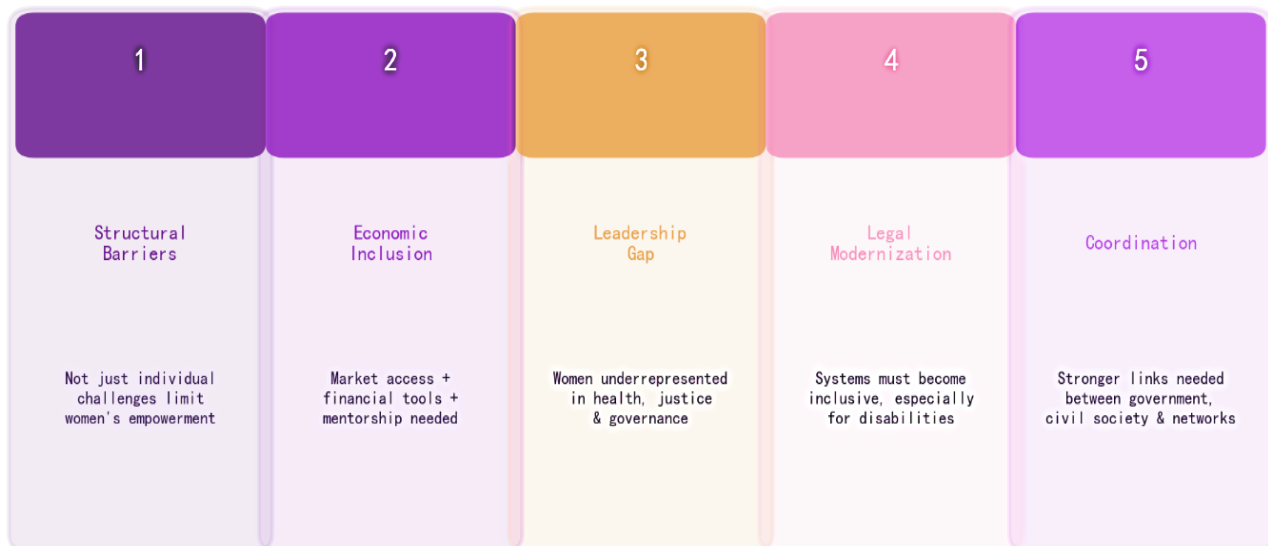 1
Structural
Barriers
Not just individual
challenges limit
women's empowerment
2
Economic
Inclusion
Market access +
financial tools +
mentorship needed
3
Leadership
Gap
Women underrepresented
in health, justice
& governance
4
Legal
Modernization
Systems must become
inclusive, especially
for disabilities
5
Coordination
Stronger links needed
between government,
civil society & networks